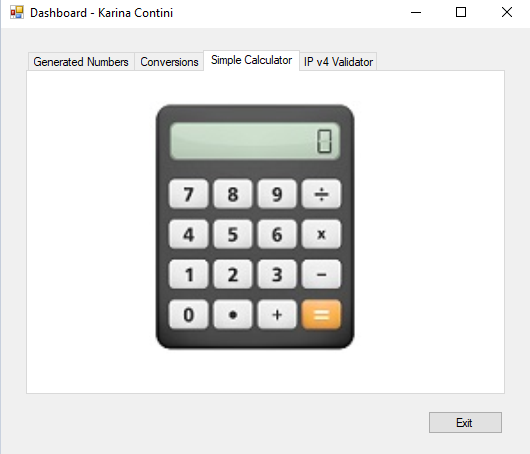 Dashboard - Karina Contini
Generated Numbers Conversions Simple Calculator IP v4 Validator
0
7 8 9 ÷
4 5 6 x
1 2 3 −
0 • + =
Exit